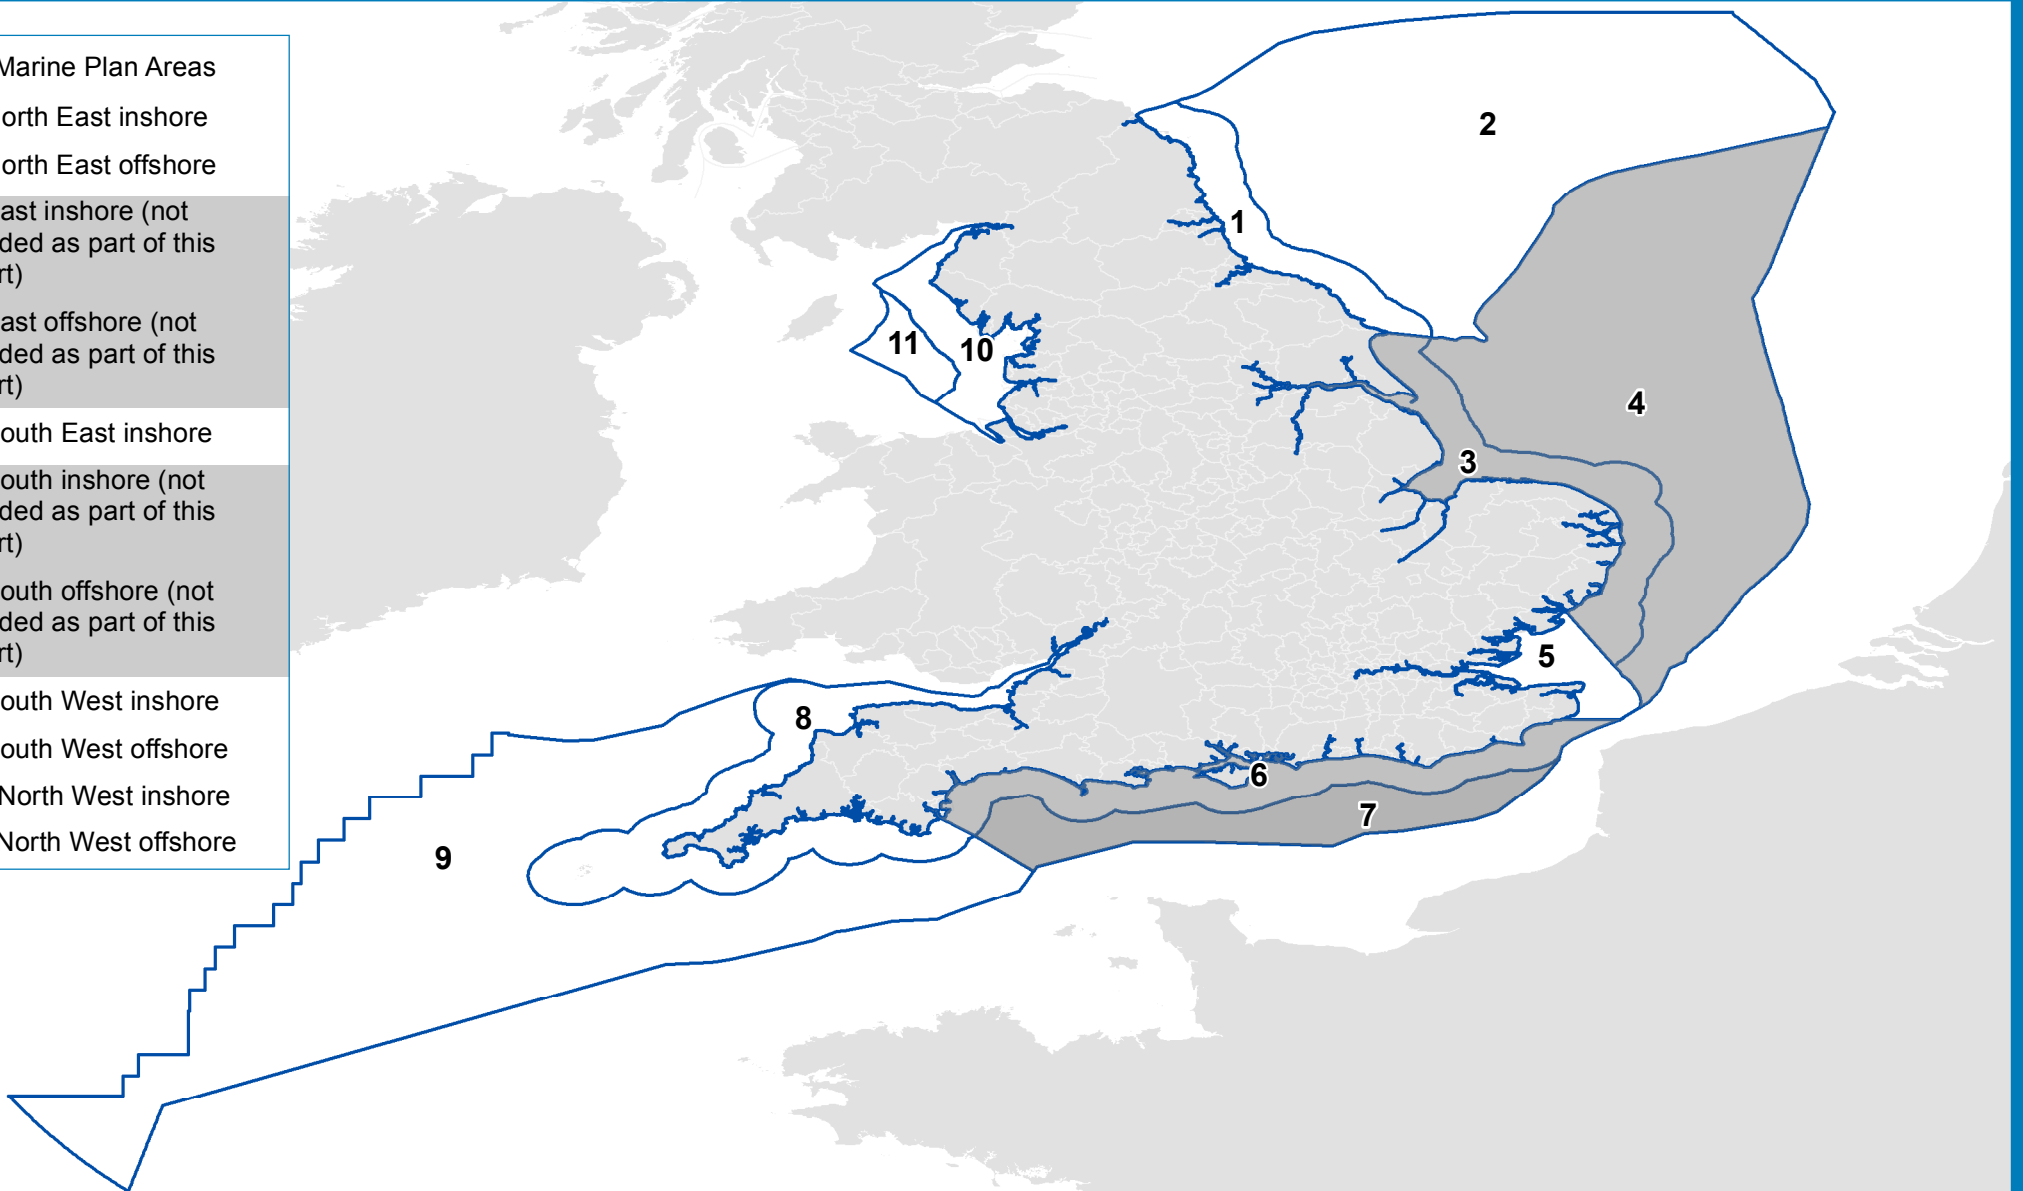 Marine Plan Areas
orth East inshore
orth East offshore
ast inshore (not
ded as part of this
rt)
ast offshore (not
ded as part of this
rt)
outh East inshore
outh inshore (not
ded as part of this
rt)
outh offshore (not
ded as part of this
rt)
outh West inshore
outh West offshore
North West inshore
North West offshore
2
1
11
10
4
3
5
8
6
7
9